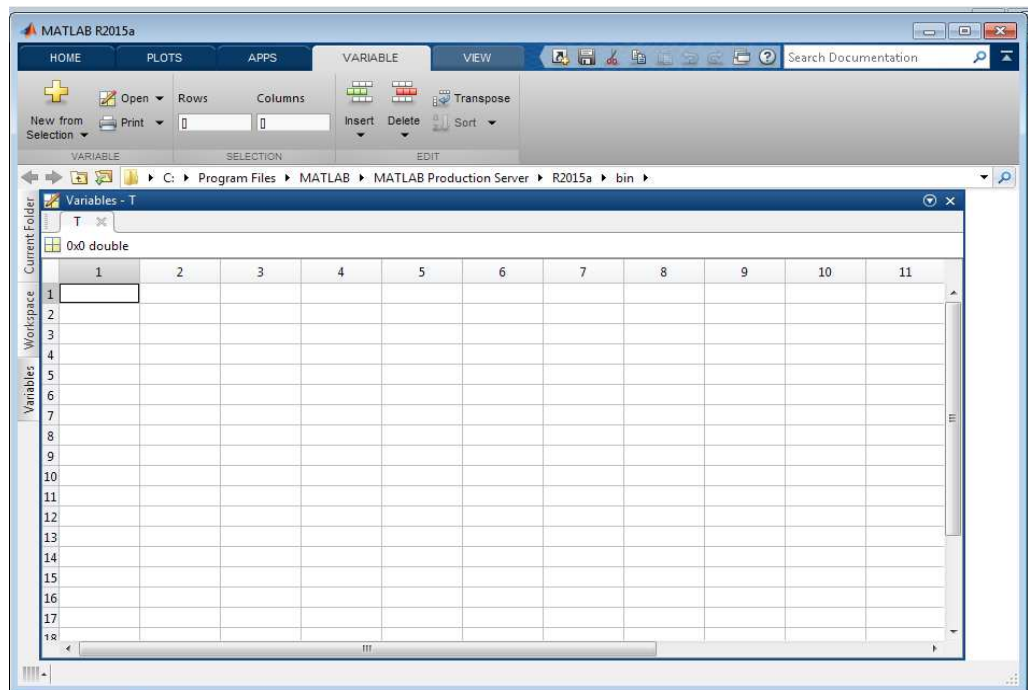 MATLAB R2015a
HOME PLOTS APPS VARIABLE VIEW Search Documentation
New from Selection Open Print Rows Columns Insert Delete Transpose Sort
[] []
VARIABLE SELECTION EDIT
C: Program Files MATLAB MATLAB Production Server R2015a bin
Current Folder
Workspace
Variables
Variables - T
T
0x0 double
1 2 3 4 5 6 7 8 9 10 11
1
2
3
4
5
6
7
8
9
10
11
12
13
14
15
16
17
18